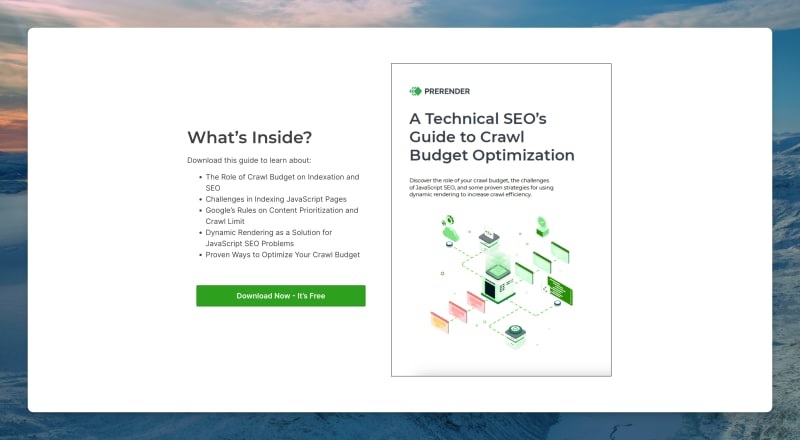 What's Inside?
Download this guide to learn about:
• The Role of Crawl Budget on Indexation and
SEO
• Challenges in Indexing JavaScript Pages
• Google's Rules on Content Prioritization and
Crawl Limit
• Dynamic Rendering as a Solution for
JavaScript SEO Problems
• Proven Ways to Optimize Your Crawl Budget
Download Now - It's Free
PRERENDER
A Technical SEO's
Guide to Crawl
Budget Optimization
Discover the role of your crawl budget, the challenges
of JavaScript SEO, and some proven strategies for using
dynamic rendering to increase crawl efficiency.